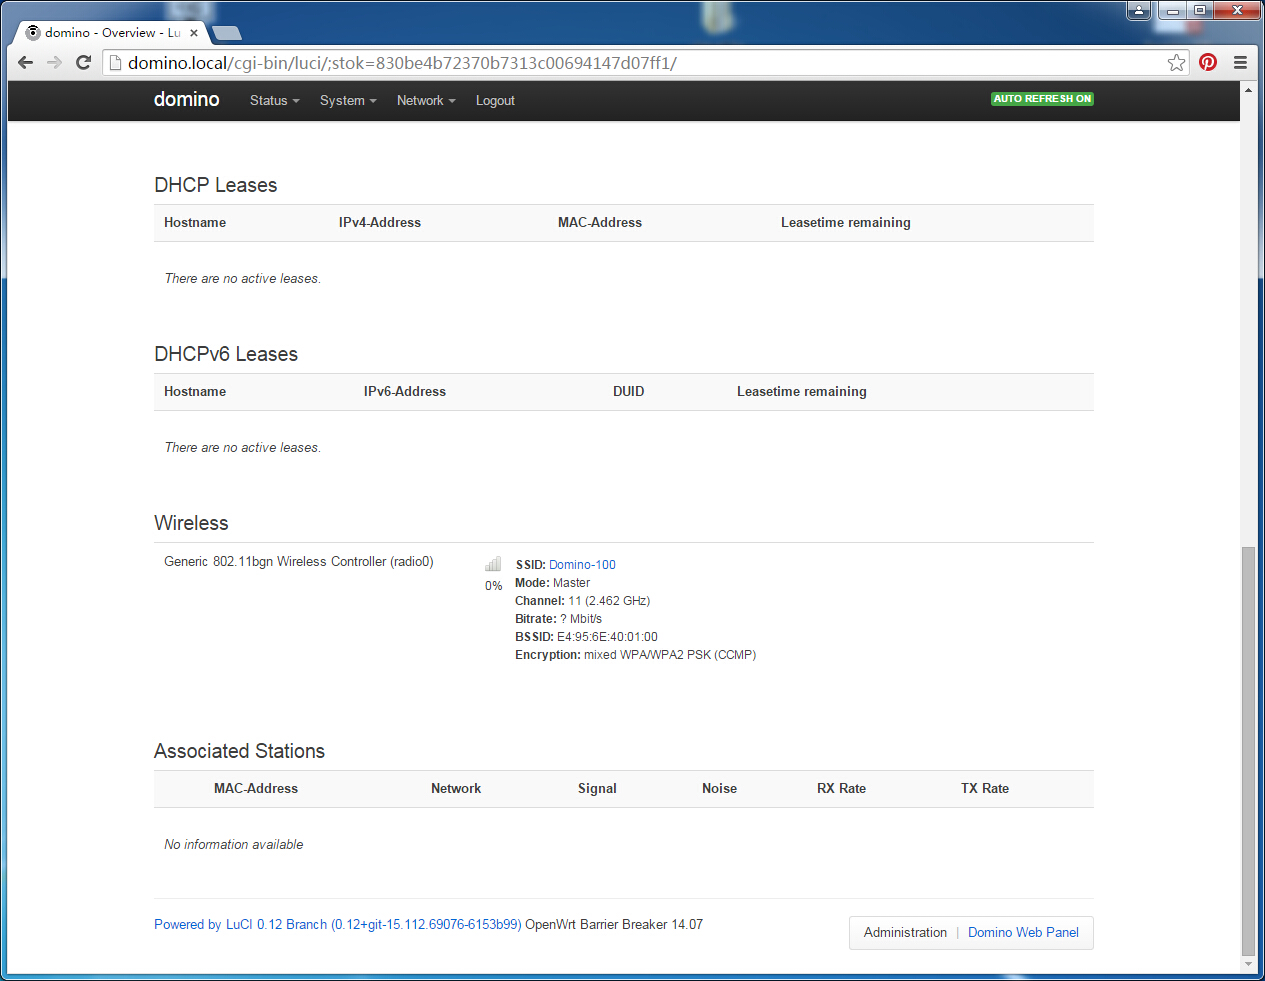 domino - Overview - Lu
domino.local/cgi-bin/luci/;stok=830be4b72370b7313c00694147d07ff1/
domino Status System Network Logout AUTO REFRESH ON
DHCP Leases
Hostname IPv4-Address MAC-Address Leasetime remaining
There are no active leases.
DHCPv6 Leases
Hostname IPv6-Address DUID Leasetime remaining
There are no active leases.
Wireless
Generic 802.11bgn Wireless Controller (radio0)
0%
SSID: Domino-100
Mode: Master
Channel: 11 (2.462 GHz)
Bitrate: ? Mbit/s
BSSID: E4:95:6E:40:01:00
Encryption: mixed WPA/WPA2 PSK (CCMP)
Associated Stations
MAC-Address Network Signal Noise RX Rate TX Rate
No information available
Powered by LuCI 0.12 Branch (0.12+git-15.112.69076-6153b99) OpenWrt Barrier Breaker 14.07
Administration | Domino Web Panel